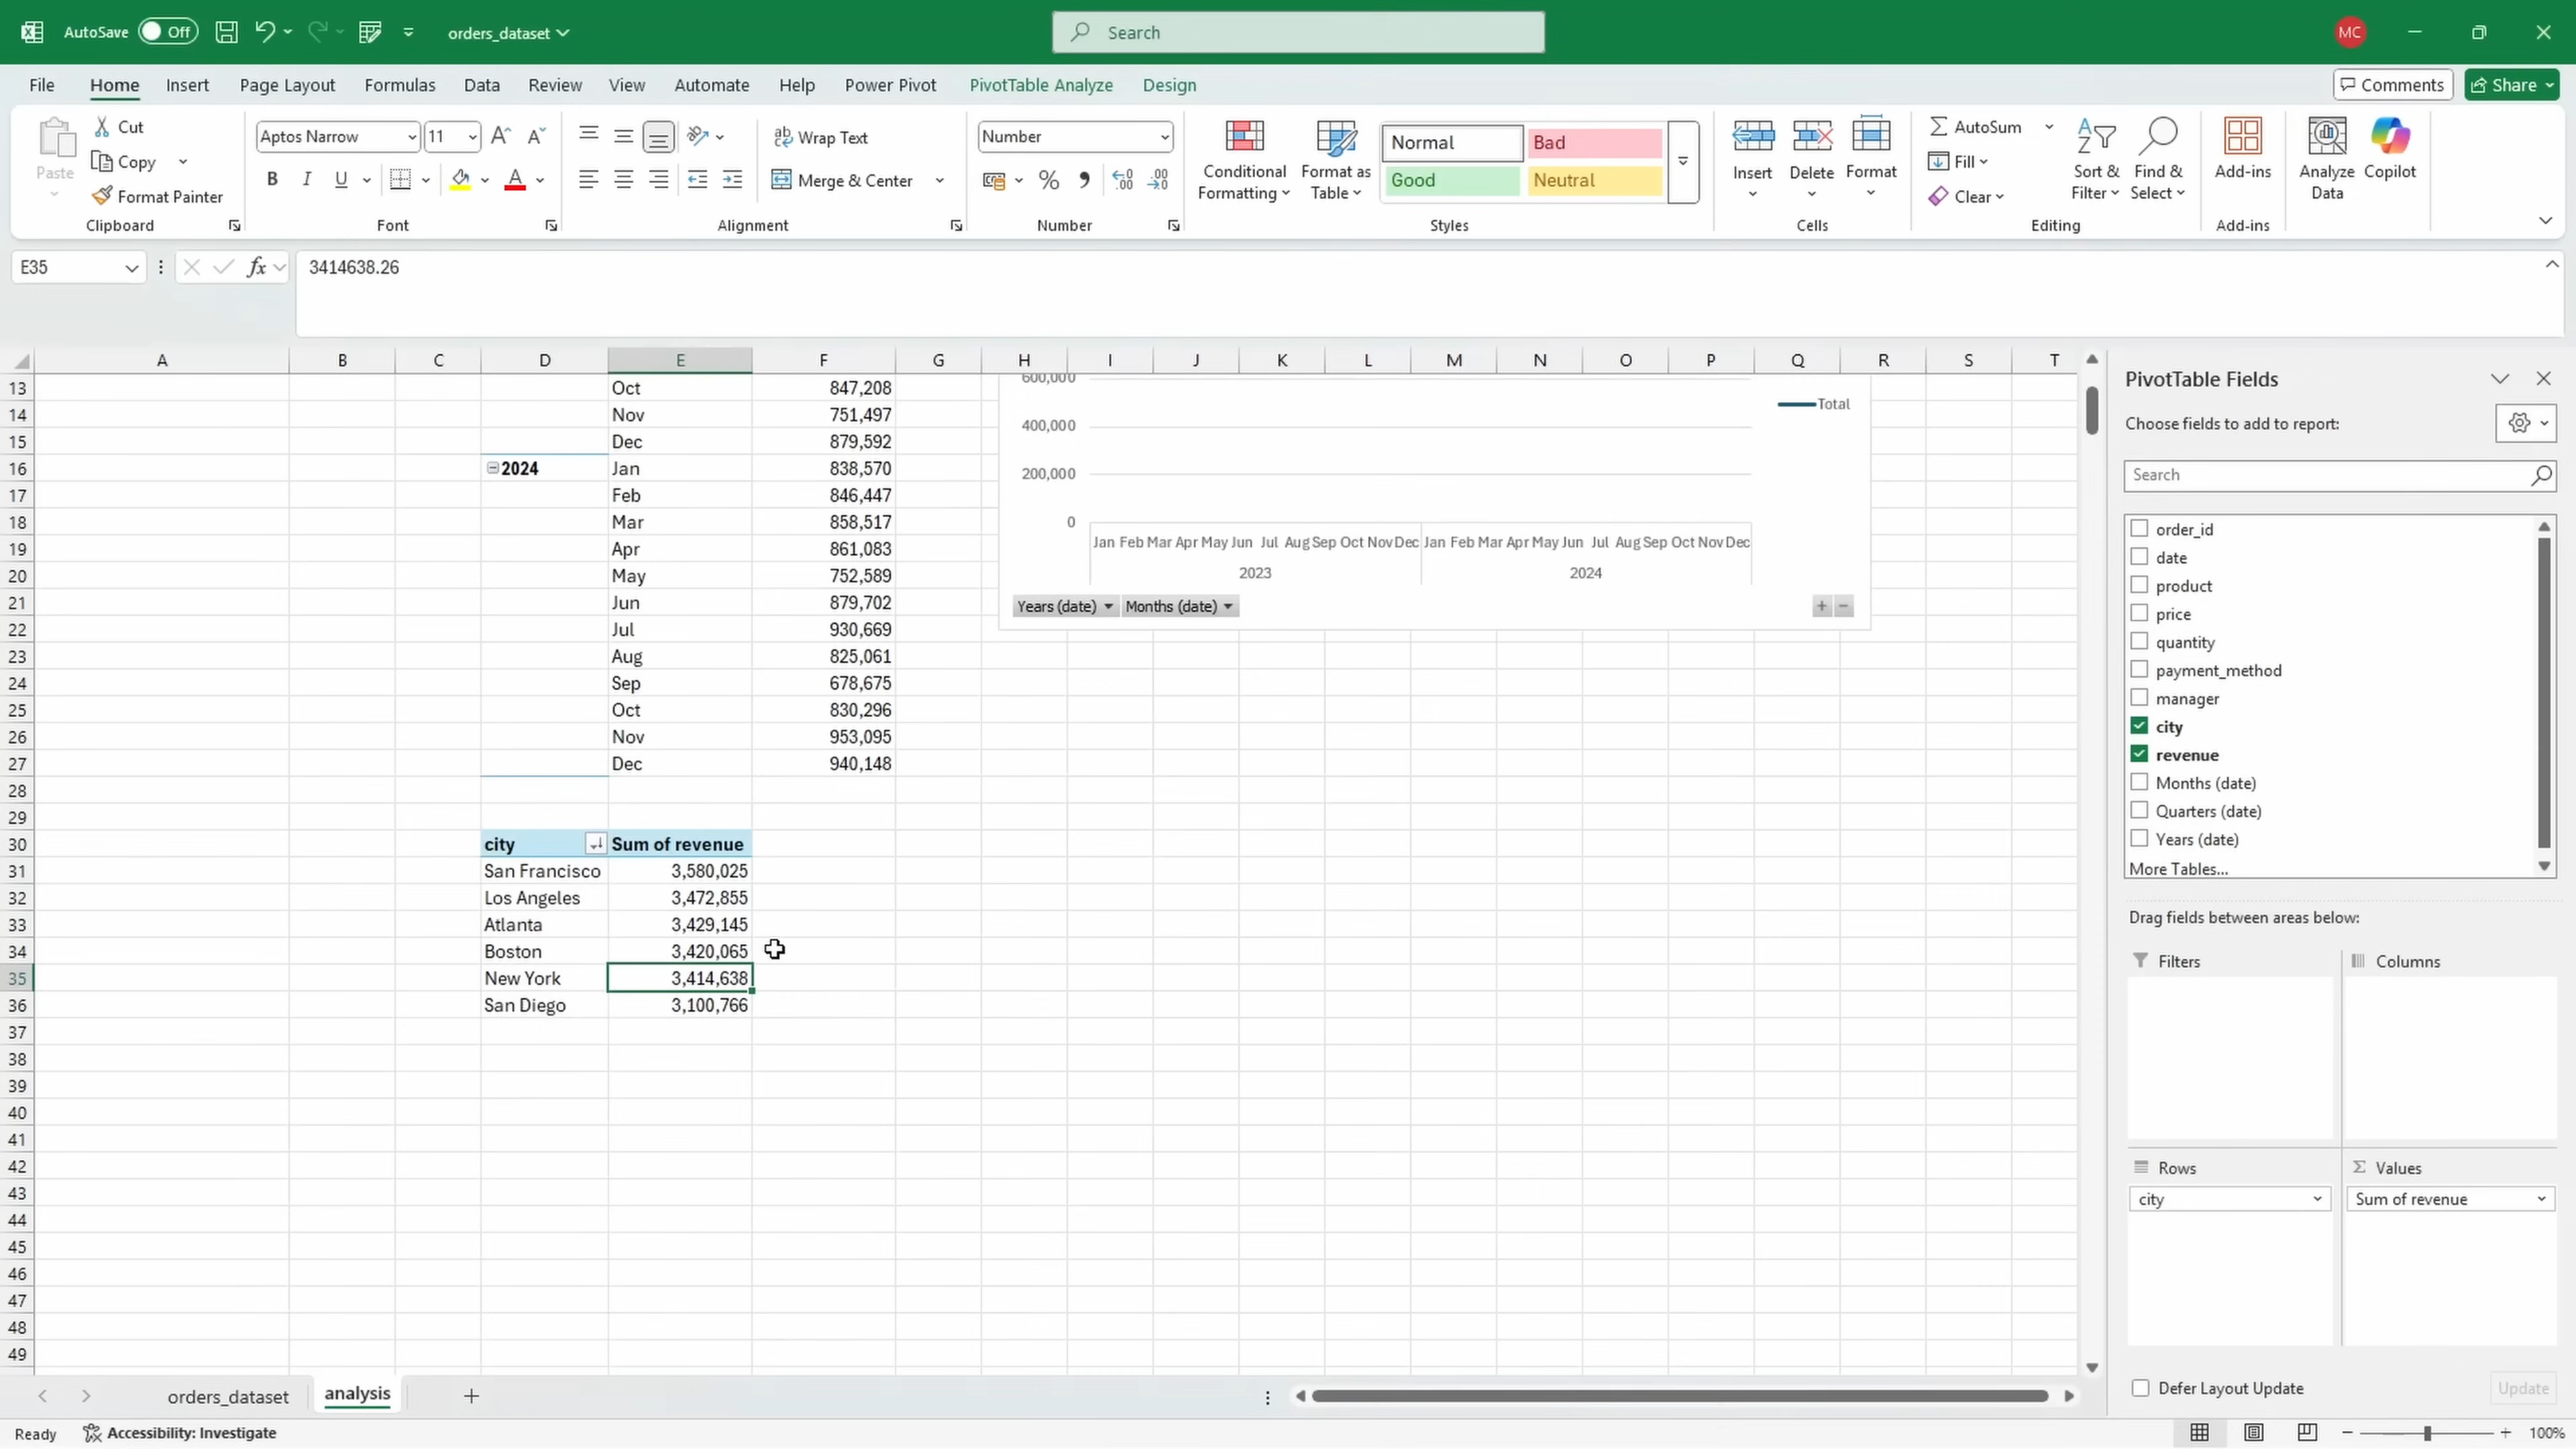 AutoSave Off orders_dataset Search MC
File Home Insert Page Layout Formulas Data Review View Automate Help Power Pivot PivotTable Analyze Design Comments Share
Paste Cut Copy Format Painter Clipboard
Aptos Narrow 11 B I U A Font
ab Wrap Text Merge & Center Alignment
Number % Number
Conditional Formatting Format as Table Normal Bad Good Neutral Styles
Insert Delete Format Cells
AutoSum Fill Clear Sort & Filter Find & Select Editing
Add-ins Add-ins
Analyze Data Copilot
E35 fx 3414638.26
A B C D E F G H I J K L M N O P Q R S T
13 Oct 847,208
14 Nov 751,497
15 Dec 879,592
16 2024 Jan 838,570
17 Feb 846,447
18 Mar 858,517
19 Apr 861,083
20 May 752,589
21 Jun 879,702
22 Jul 930,669
23 Aug 825,061
24 Sep 678,675
25 Oct 830,296
26 Nov 953,095
27 Dec 940,148
28
29
30 city Sum of revenue
31 San Francisco 3,580,025
32 Los Angeles 3,472,855
33 Atlanta 3,429,145
34 Boston 3,420,065
35 New York 3,414,638
36 San Diego 3,100,766
37
38
39
40
41
42
43
44
45
46
47
48
49
600,000
400,000
200,000
0
Total
Jan Feb Mar Apr May Jun Jul Aug Sep Oct Nov Dec Jan Feb Mar Apr May Jun Jul Aug Sep Oct Nov Dec
2023 2024
Years (date) Months (date) + −
PivotTable Fields
Choose fields to add to report:
Search
order_id
date
product
price
quantity
payment_method
manager
city
revenue
Months (date)
Quarters (date)
Years (date)
More Tables...
Drag fields between areas below:
Filters Columns
Rows Σ Values
city Sum of revenue
Defer Layout Update Update
orders_dataset analysis +
Ready Accessibility: Investigate − + 100%